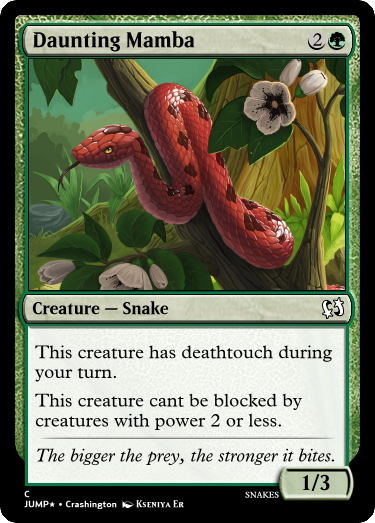 Daunting Mamba 2
Creature — Snake
This creature has deathtouch during
your turn.
This creature cant be blocked by
creatures with power 2 or less.
The bigger the prey, the stronger it bites.
1/3
C
SNAKES
JUMP★ • Crashington Kseniya Er